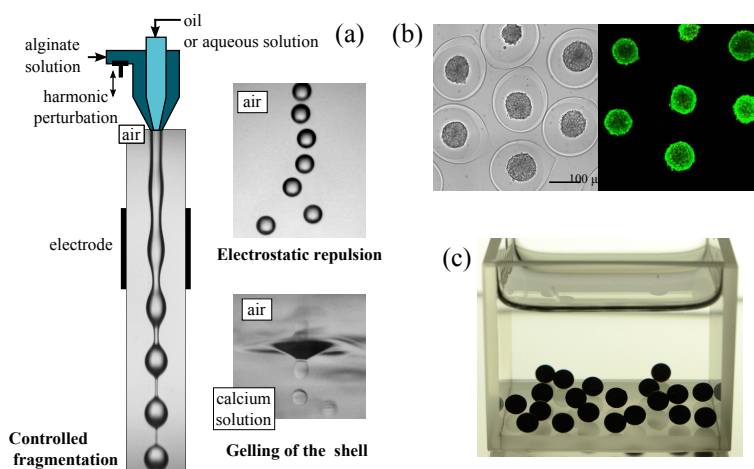 oil
or aqueous solution
(a)
alginate
solution
harmonic
perturbation
air
electrode
Controlled
fragmentation
air
Electrostatic repulsion
air
calcium
solution
Gelling of the shell
(b)
100 μ
(c)